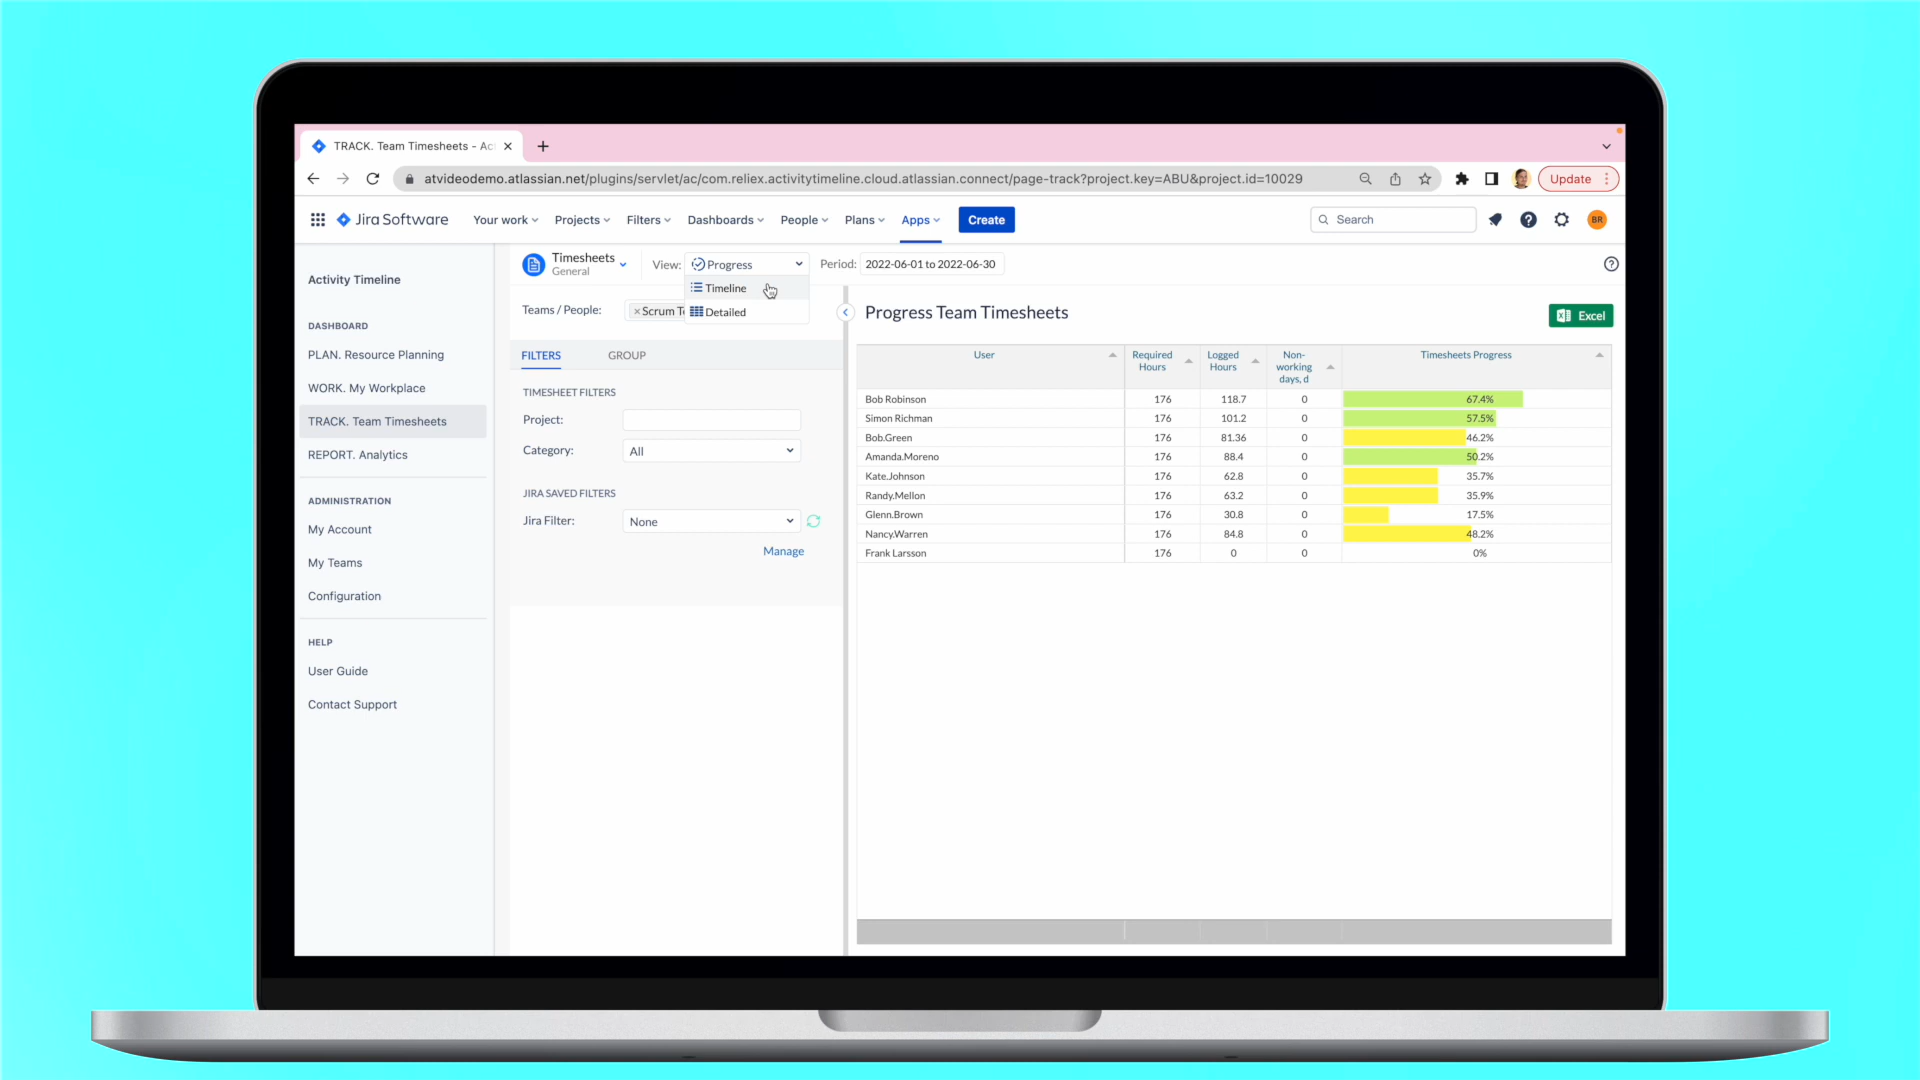 TRACK. Team Timesheets - Ac
atvideodemo.atlassian.net/plugins/servlet/ac/com.reliex.activitytimeline.cloud.atlassian.connect/page-track?project.key=ABU&project.id=10029
Update
Jira Software
Your work
Projects
Filters
Dashboards
People
Plans
Apps
Create
Search
BR
Activity Timeline
DASHBOARD
PLAN. Resource Planning
WORK. My Workplace
TRACK. Team Timesheets
REPORT. Analytics
ADMINISTRATION
My Account
My Teams
Configuration
HELP
User Guide
Contact Support
Timesheets
General
View:
Progress
Timeline
Detailed
Period:
2022-06-01 to 2022-06-30
Teams / People:
× Scrum T
FILTERS
GROUP
TIMESHEET FILTERS
Project:
Category:
All
JIRA SAVED FILTERS
Jira Filter:
None
Manage
Progress Team Timesheets
Excel
User
Required Hours
Logged Hours
Non-working days, d
Timesheets Progress
Bob Robinson 176 118.7 0 67.4%
Simon Richman 176 101.2 0 57.5%
Bob.Green 176 81.36 0 46.2%
Amanda.Moreno 176 88.4 0 50.2%
Kate.Johnson 176 62.8 0 35.7%
Randy.Mellon 176 63.2 0 35.9%
Glenn.Brown 176 30.8 0 17.5%
Nancy.Warren 176 84.8 0 48.2%
Frank Larsson 176 0 0 0%